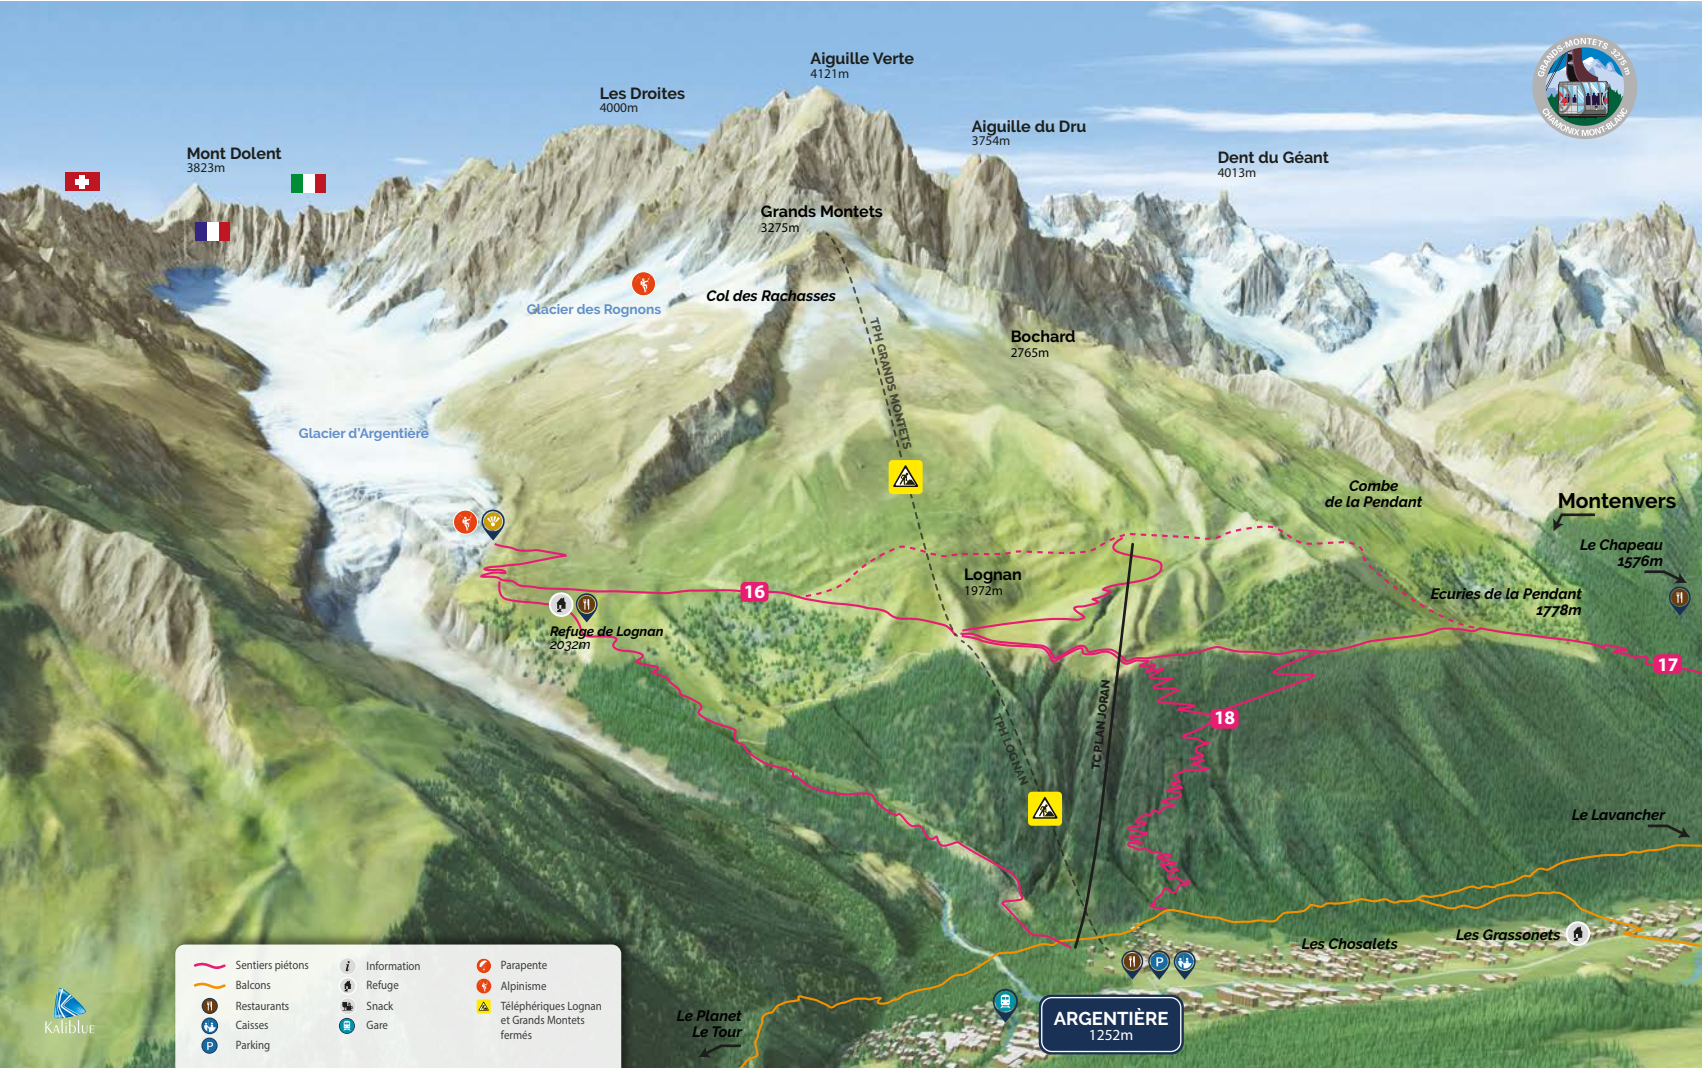 Aiguille Verte
4121m
Les Droites
4000m
Aiguille du Dru
3754m
Mont Dolent
3823m
Dent du Géant
4013m
GRANDS-MONTETS 3275 m
CHAMONIX MONT-BLANC
Grands Montets
3275m
Col des Rachasses
Glacier des Rognons
TPH GRANDS MONTETS
Bochard
2765m
Glacier d'Argentière
Combe
de la Pendant
Montenvers
Le Chapeau
1576m
Lognan
1972m
16
Ecuries de la Pendant
1778m
Refuge de Lognan
2032m
17
18
TC PLAN JORAN
TPH LOGNAN
Le Lavancher
Les Grassonets
Les Chosalets
P
ARGENTIÈRE
1252m
Le Planet
Le Tour
KALIBLUE
Sentiers piétons
Balcons
Restaurants
Caisses
P Parking
i Information
Refuge
Snack
Gare
Parapente
Alpinisme
Téléphériques Lognan
et Grands Montets
fermés